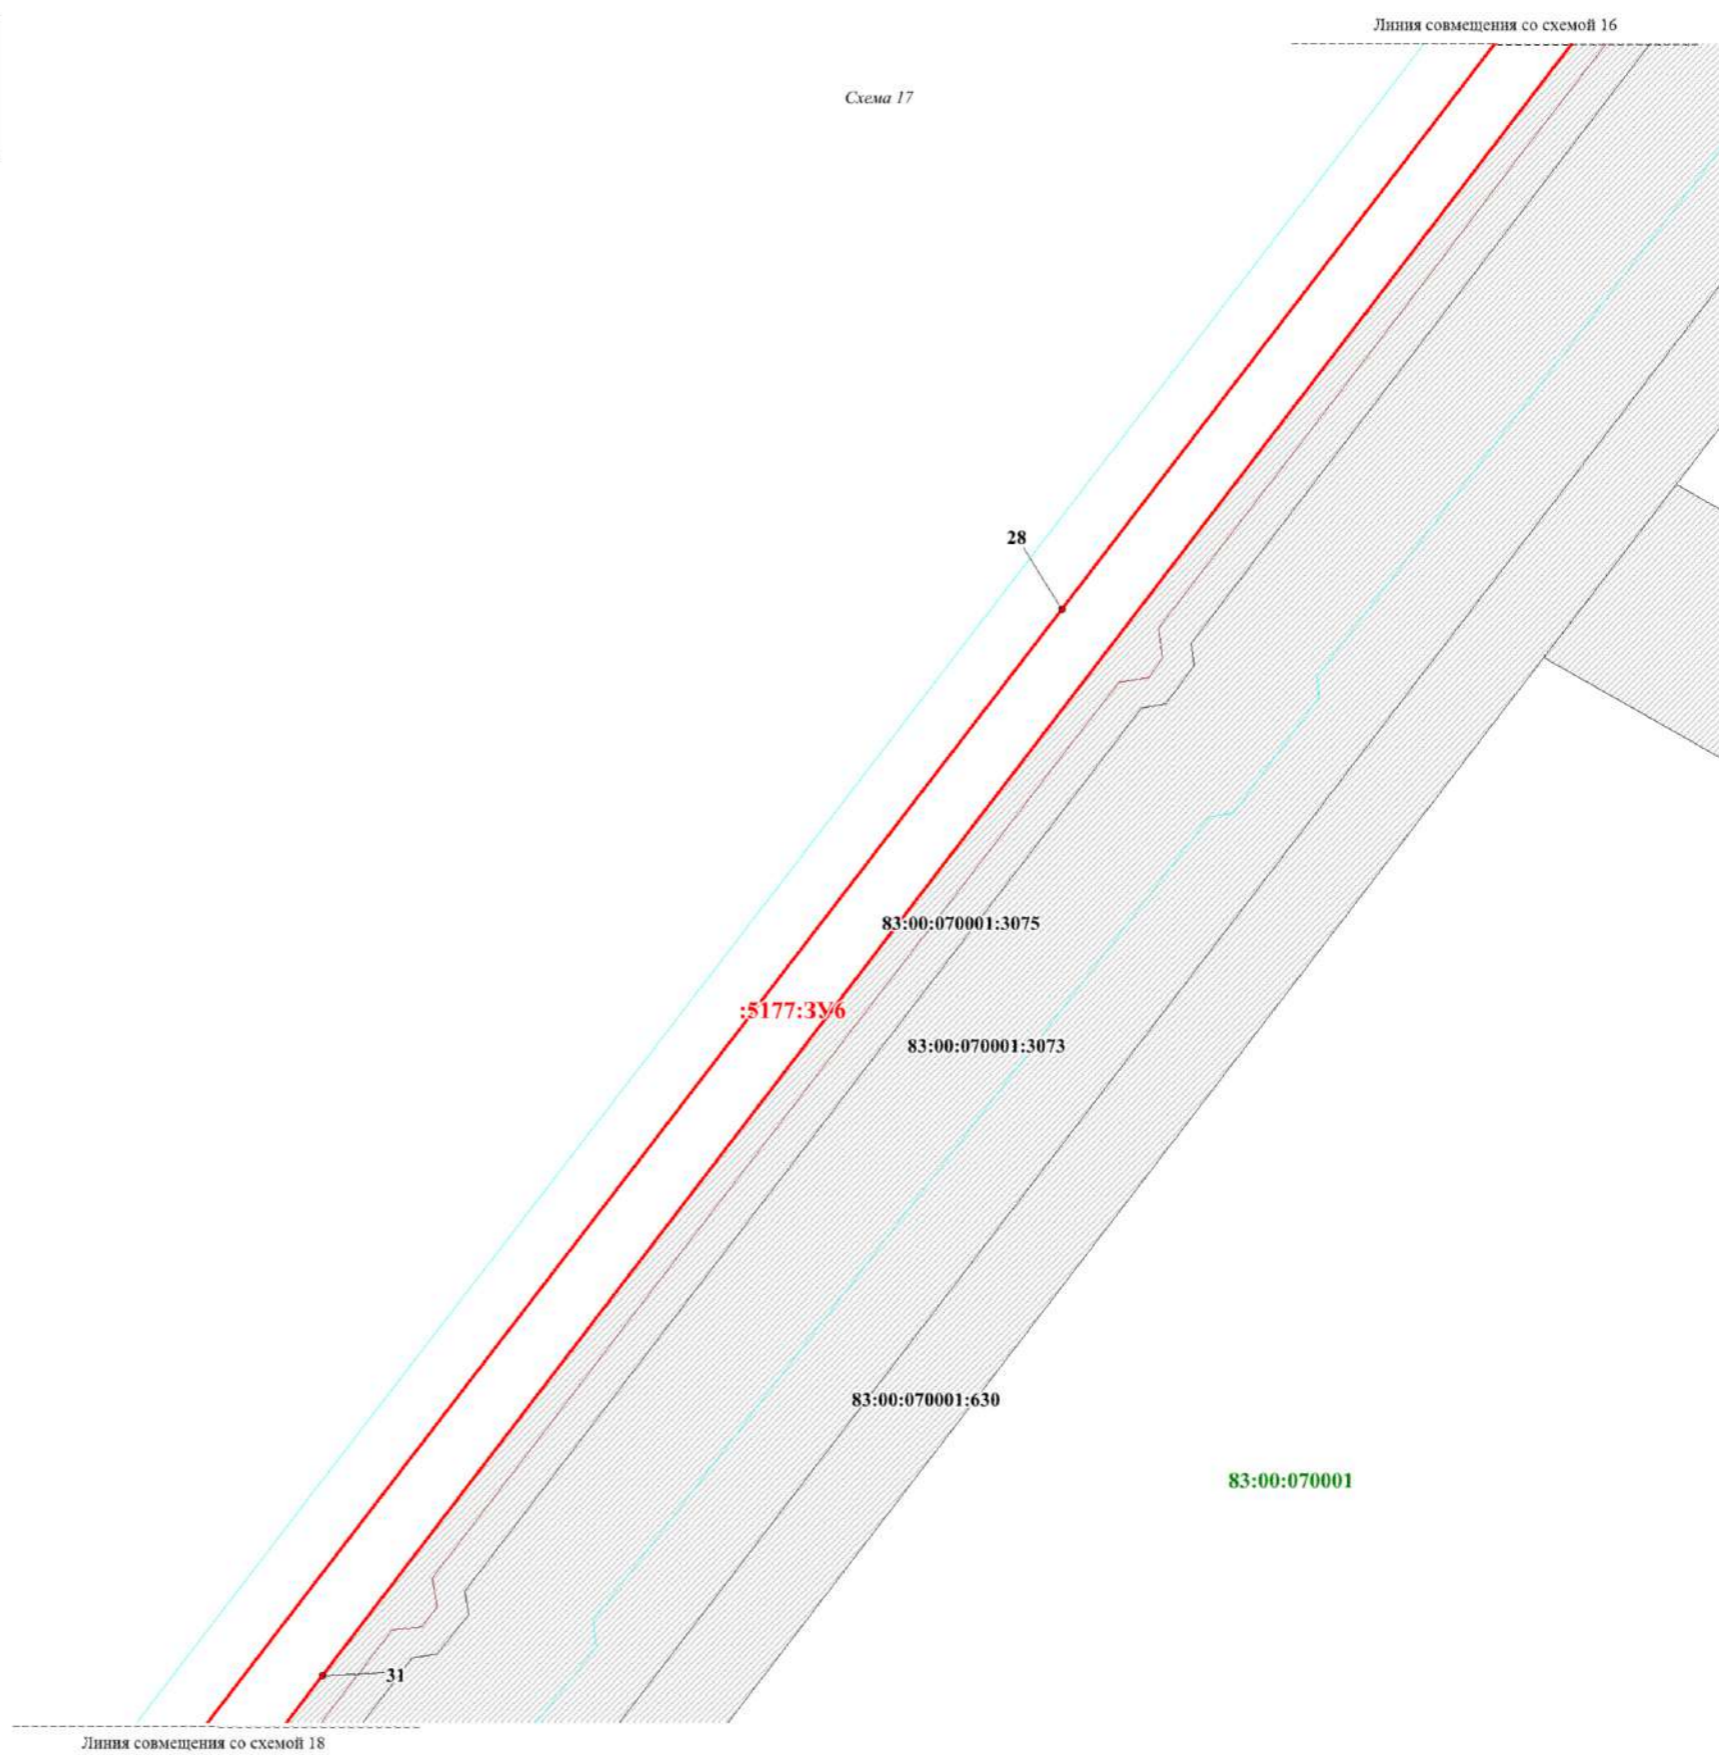 Линия совмещения со схемой 16
Схема 17
28
83:00:070001:3075
:5177:ЗУ6
83:00:070001:3073
83:00:070001:630
83:00:070001
31
Линия совмещения со схемой 18